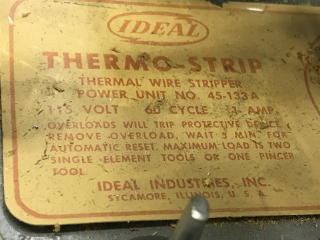 IDEAL
THERMO-STRIP
THERMAL WIRE STRIPPER
POWER UNIT NO. 45-133A
115 VOLT 60 CYCLE 1 AMP.
OVERLOADS WILL TRIP PROTECTIVE DEVICE.
REMOVE OVERLOAD, WAIT 5 MIN. FOR
AUTOMATIC RESET. MAXIMUM LOAD IS TWO
SINGLE ELEMENT TOOLS OR ONE PINCER
TOOL.
IDEAL INDUSTRIES, INC.
SYCAMORE, ILLINOIS, U. S. A.